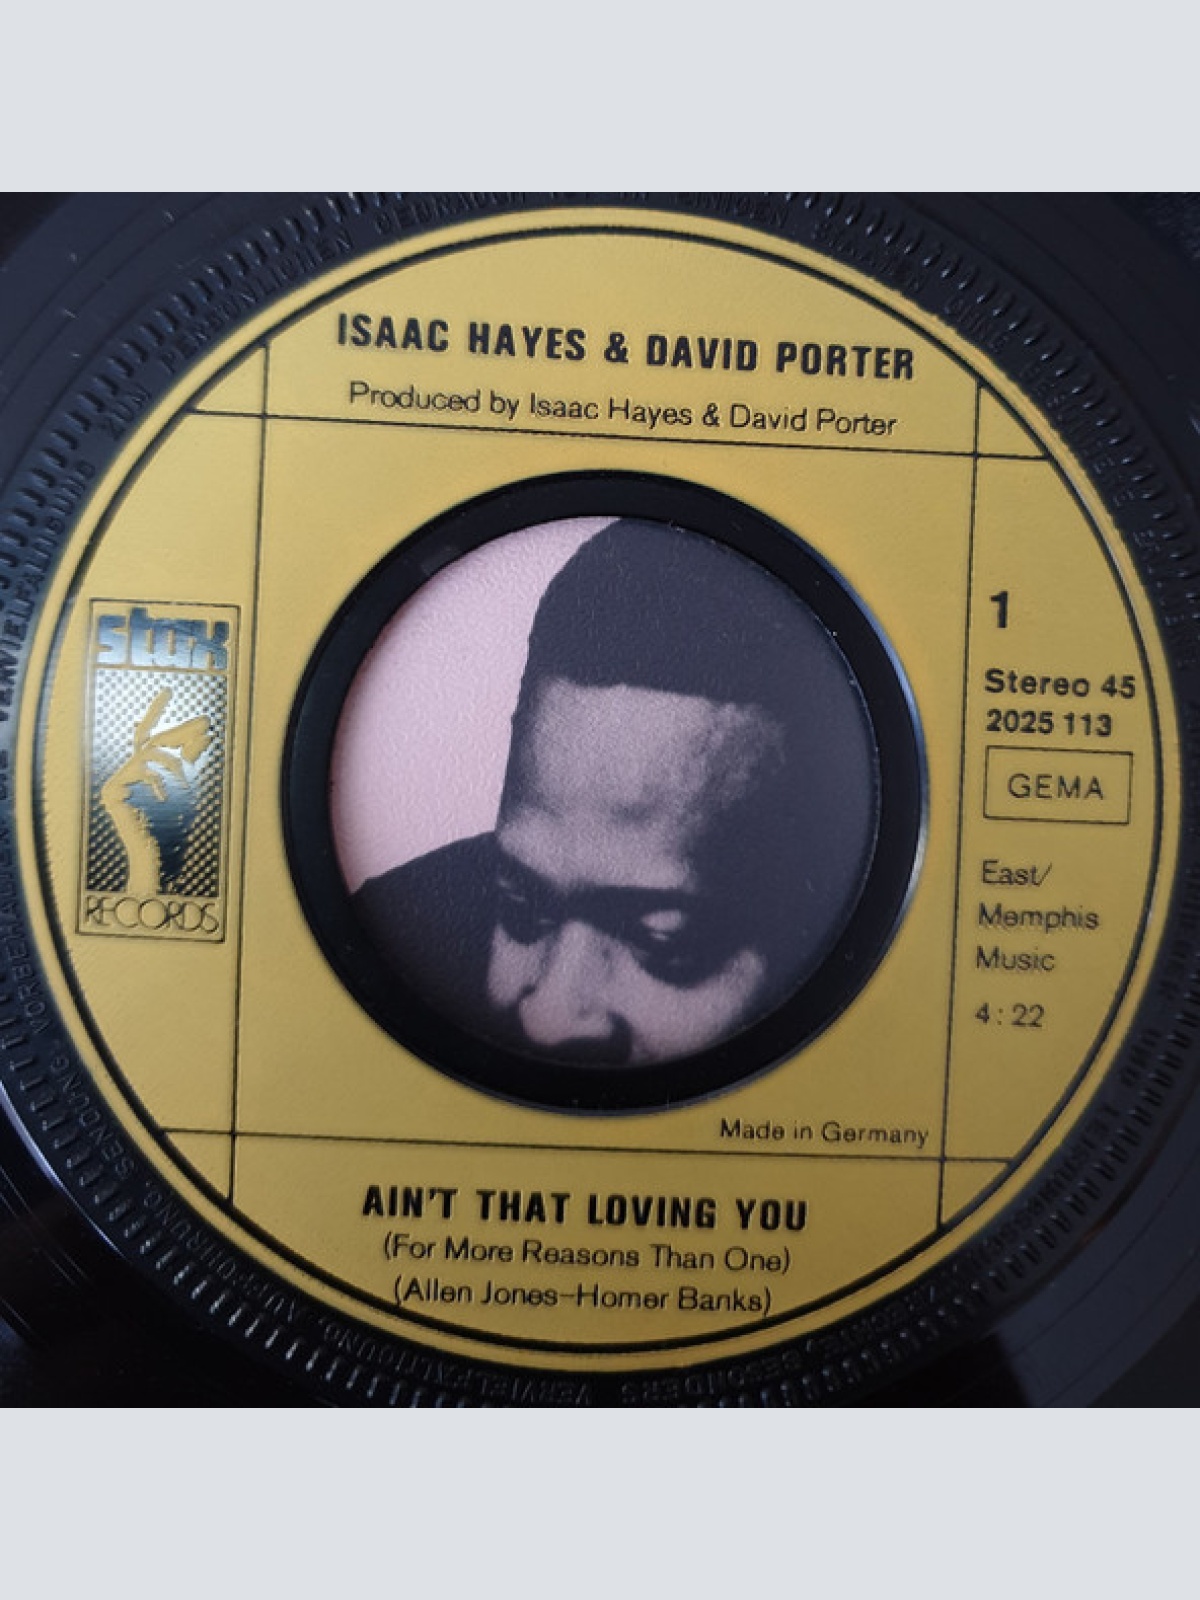 ISAAC HAYES & DAVID PORTER
Produced by Isaac Hayes & David Porter
stax
RECORDS
1
Stereo 45
2025 113
GEMA
East/
Memphis
Music
4:22
Made in Germany
AIN'T THAT LOVING YOU
(For More Reasons Than One)
(Allen Jones-Homer Banks)